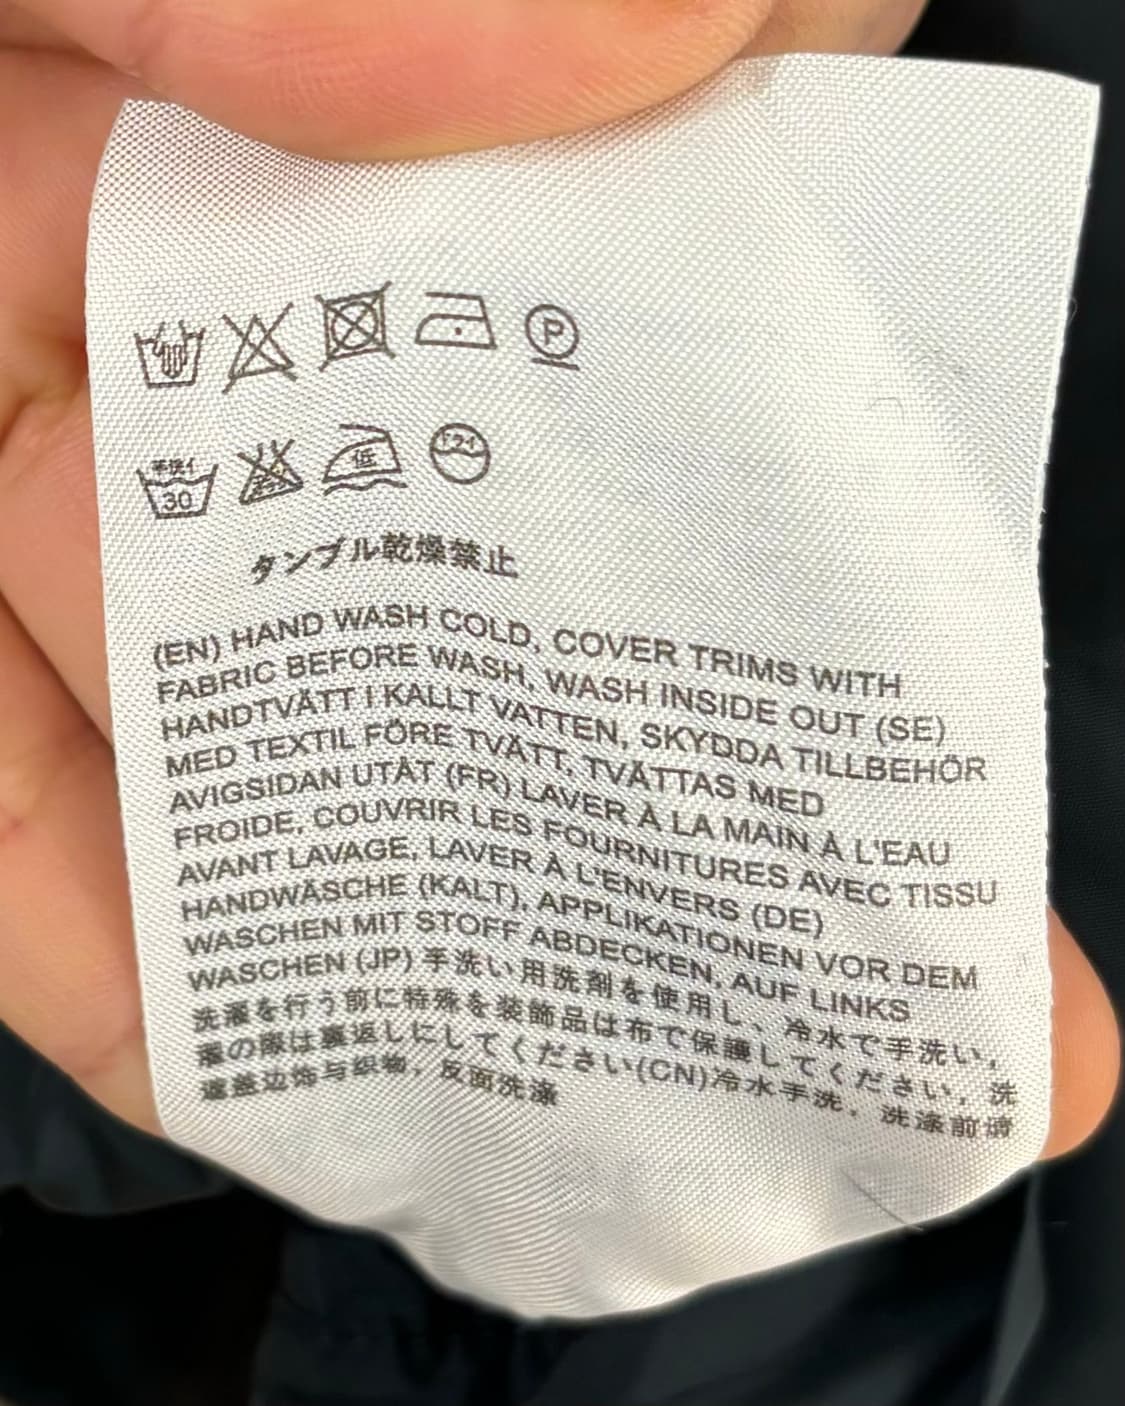 P
手洗イ
30
低
ドライ
タンブル乾燥禁止
(EN) HAND WASH COLD, COVER TRIMS WITH
FABRIC BEFORE WASH, WASH INSIDE OUT (SE)
HANDTVÄTT I KALLT VATTEN, SKYDDA TILLBEHÖR
MED TEXTIL FÖRE TVÄTT, TVÄTTAS MED
AVIGSIDAN UTÅT (FR) LAVER À LA MAIN À L'EAU
FROIDE, COUVRIR LES FOURNITURES AVEC TISSU
AVANT LAVAGE, LAVER À L'ENVERS (DE)
HANDWÄSCHE (KALT), APPLIKATIONEN VOR DEM
WASCHEN MIT STOFF ABDECKEN, AUF LINKS
WASCHEN (JP) 手洗い用洗剤を使用し、冷水で手洗い。
洗濯を行う前に特殊を装飾品は布で保護してください。洗
濯の際は裏返しにしてください(CN)冷水手洗。洗涤前请
遮盖边饰与织物。反面洗涤